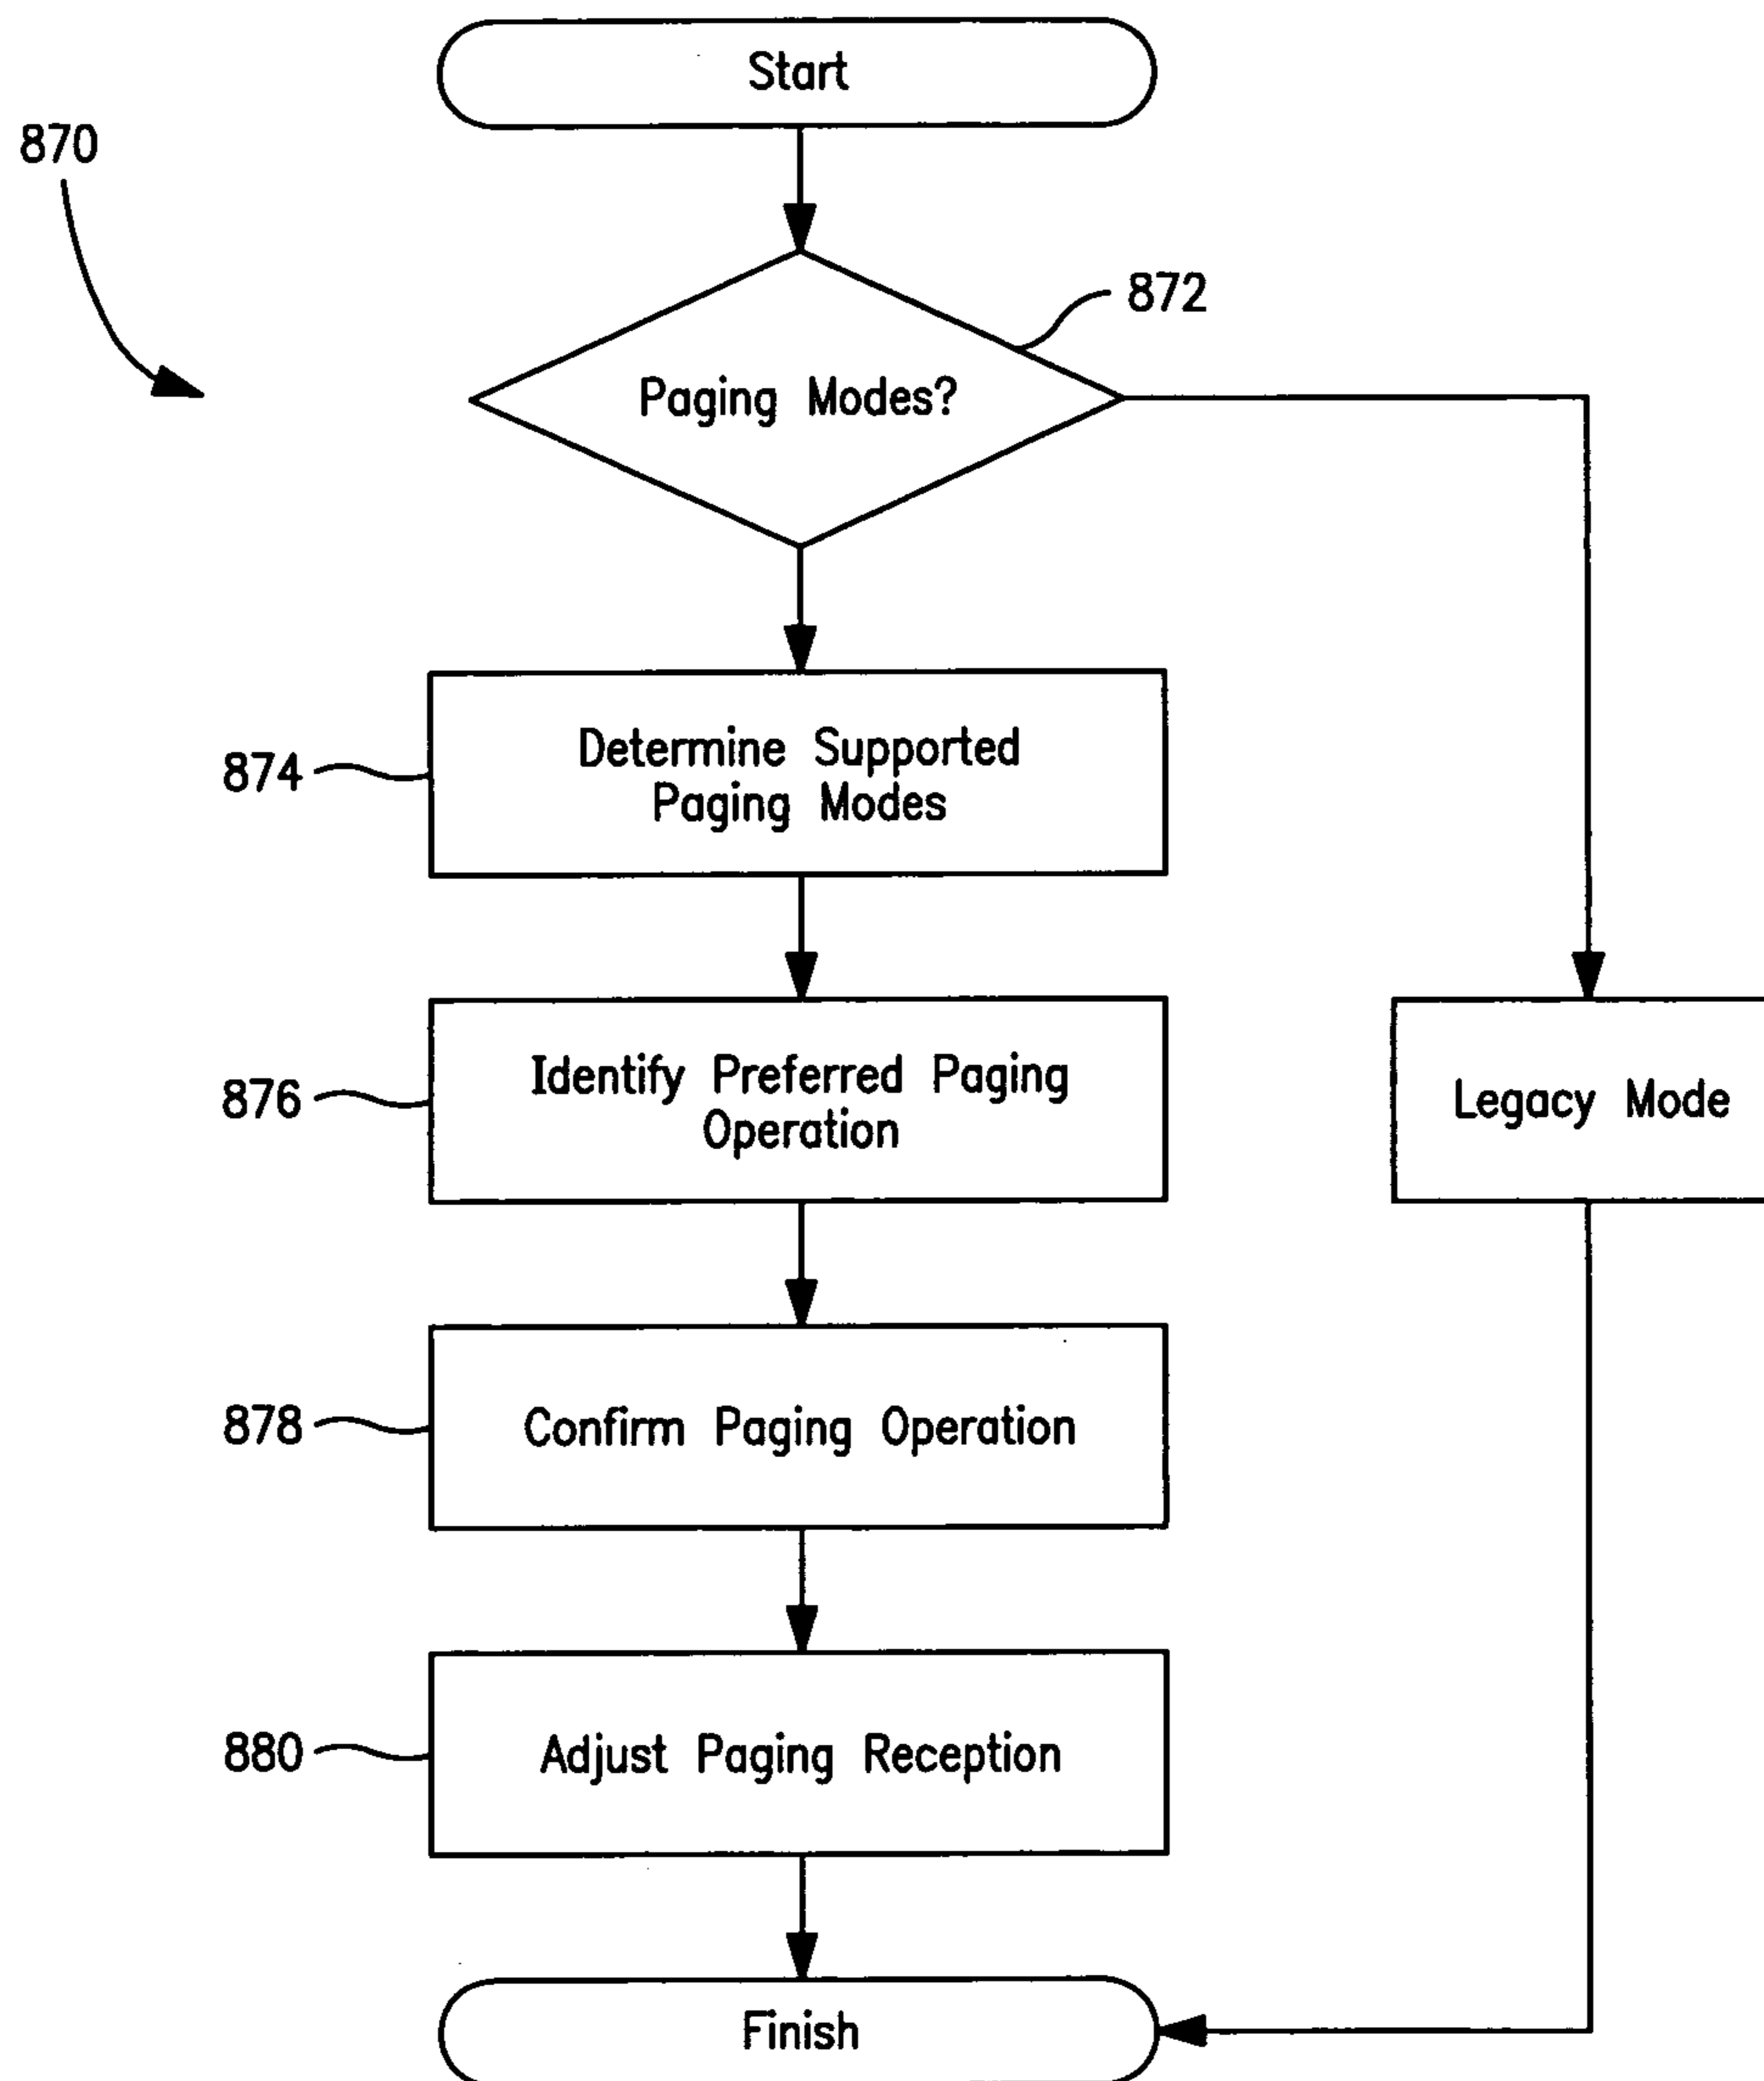 Start
870
872
Paging Modes?
874
Determine Supported
Paging Modes
876
Identify Preferred Paging
Operation
Legacy Mode
878
Confirm Paging Operation
880
Adjust Paging Reception
Finish